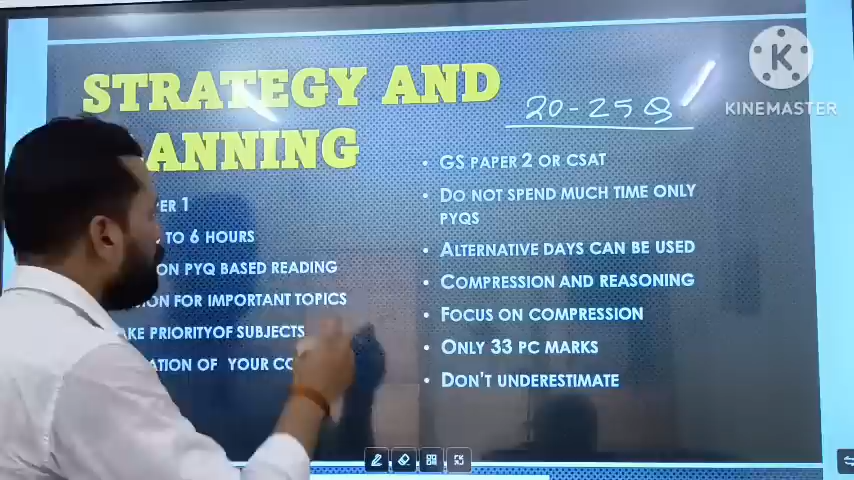 STRATEGY AND
ANNING
20-25 Q
KINEMASTER
ER 1
TO 6 HOURS
ON PYQ BASED READING
ION FOR IMPORTANT TOPICS
AKE PRIORITYOF SUBJECTS
ATION OF YOUR CO
• GS PAPER 2 OR CSAT
• DO NOT SPEND MUCH TIME ONLY
PYQS
• ALTERNATIVE DAYS CAN BE USED
• COMPRESSION AND REASONING
• FOCUS ON COMPRESSION
• ONLY 33 PC MARKS
• DON'T UNDERESTIMATE